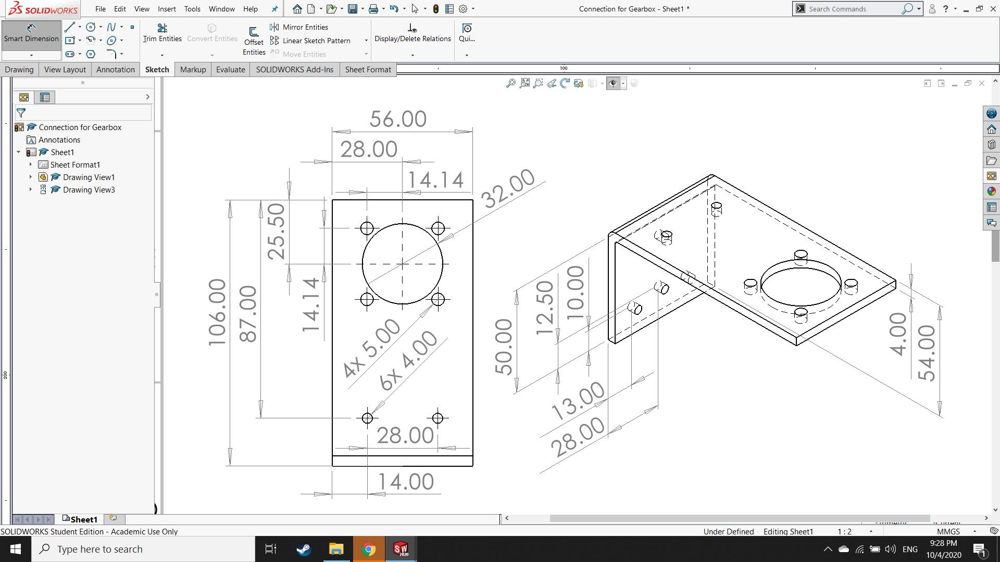 SOLIDWORKS File Edit View Insert Tools Window Help Connection for Gearbox - Sheet1 * Search Commands ?
Smart Dimension Trim Entities Convert Entities Offset Entities Mirror Entities Linear Sketch Pattern Move Entities Display/Delete Relations Qui...
Drawing View Layout Annotation Sketch Markup Evaluate SOLIDWORKS Add-Ins Sheet Format 100
Connection for Gearbox
Annotations
Sheet1
Sheet Format1
Drawing View1
Drawing View3
200
56.00
28.00
14.14
32.00
25.50
14.14
106.00
87.00
4x 5.00
6x 4.00
28.00
14.00
50.00
12.50
10.00
13.00
28.00
4.00
54.00
Sheet1
SOLIDWORKS Student Edition - Academic Use Only Under Defined Editing Sheet1 1 : 2 MMGS
Type here to search SW 2020 ENG 9:28 PM
10/4/2020 1